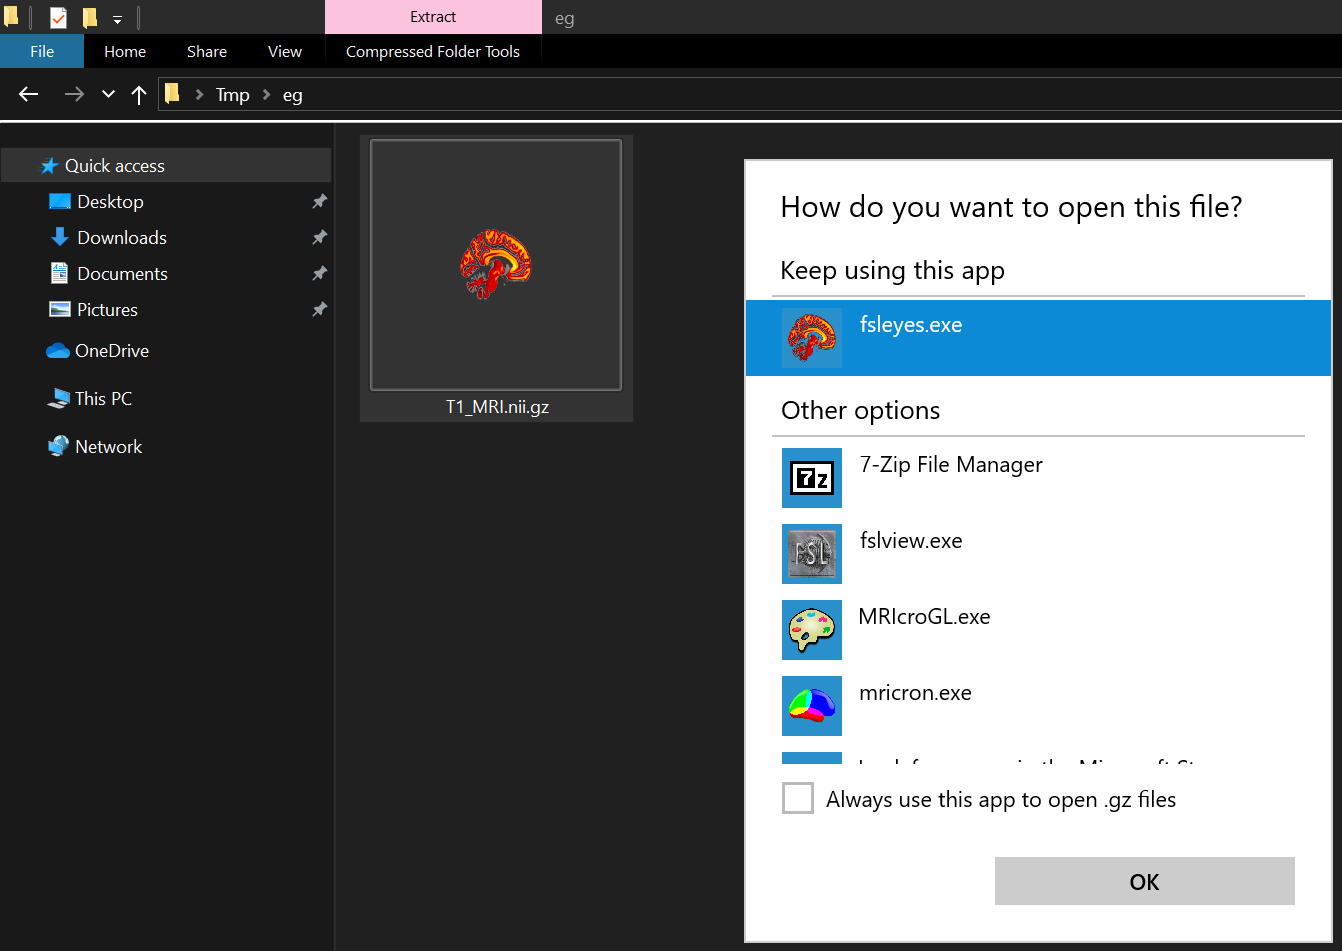 Extract
eg
File
Home
Share
View
Compressed Folder Tools
Tmp
eg
Quick access
Desktop
Downloads
Documents
Pictures
OneDrive
This PC
Network
T1_MRI.nii.gz
How do you want to open this file?
Keep using this app
fsleyes.exe
Other options
7z
7-Zip File Manager
FSL
fslview.exe
MRIcroGL.exe
mricron.exe
Always use this app to open .gz files
OK